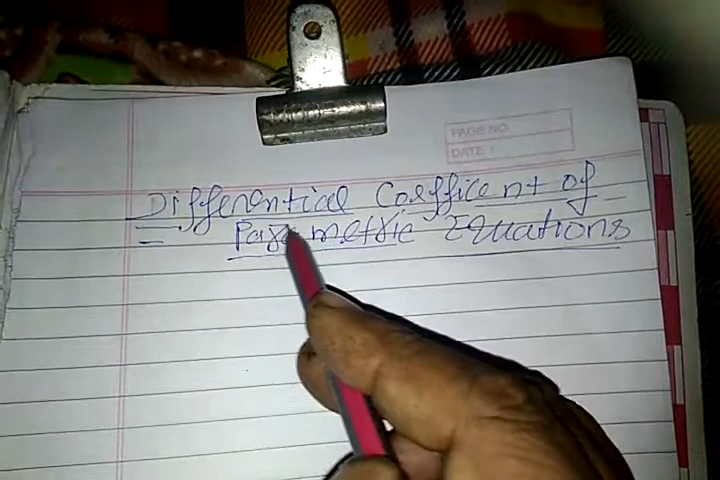 PAGE NO.
DATE :
Differential Coefficent of
Parametric Equations